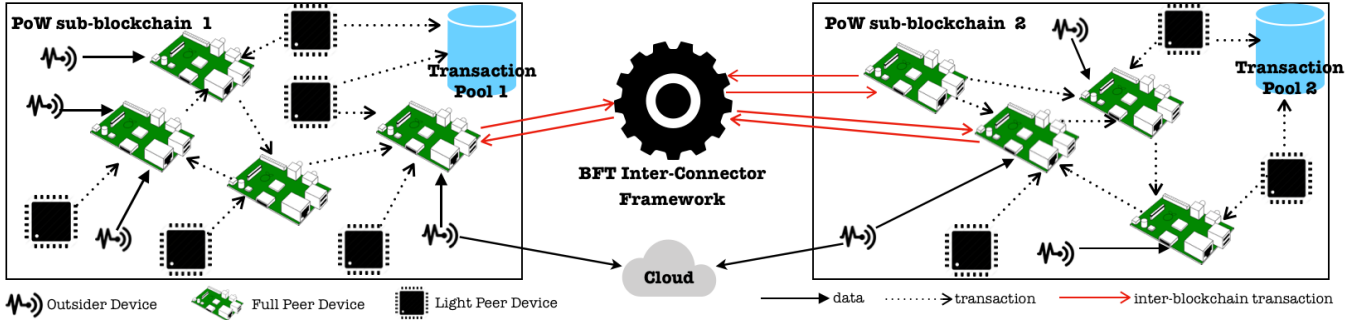 PoW sub-blockchain 1
Transaction
Pool 1
BFT Inter-Connector
Framework
Cloud
PoW sub-blockchain 2
Transaction
Pool 2
Outsider Device
Full Peer Device
Light Peer Device
data
transaction
inter-blockchain transaction